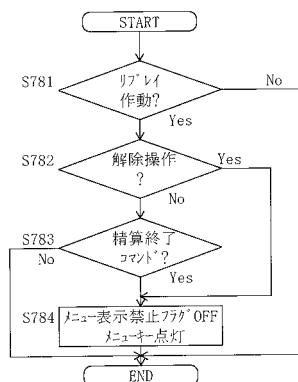 START
S781
リプレイ
作動?
No
Yes
S782
解除操作
?
Yes
No
S783
精算終了
コマンド?
No
Yes
S784
メニュー表示禁止フラグOFF
メニューキー点灯
END